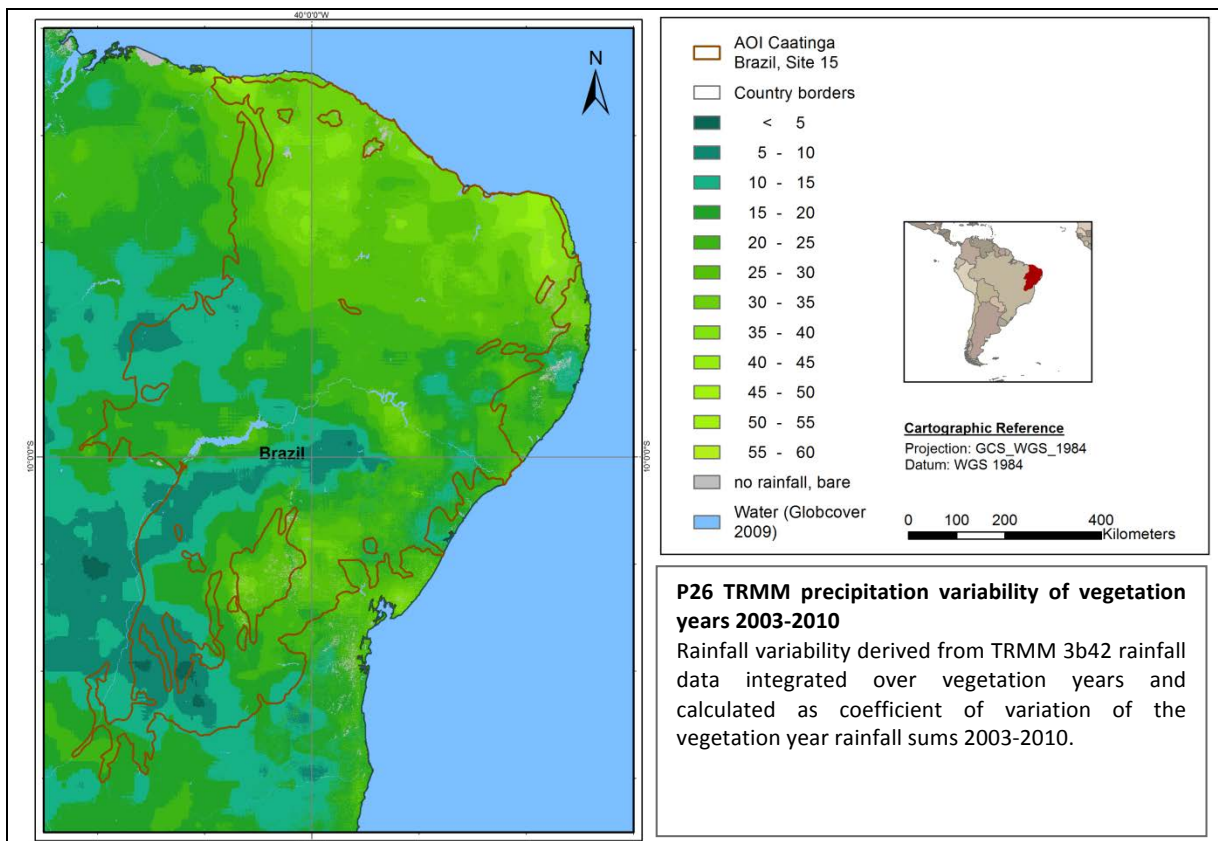 40°0'0"W
N
10°0'0"S
Brazil
10°0'0"S
AOI Caatinga
Brazil, Site 15
Country borders
< 5
5 - 10
10 - 15
15 - 20
20 - 25
25 - 30
30 - 35
35 - 40
40 - 45
45 - 50
50 - 55
55 - 60
no rainfall, bare
Water (Globcover
2009)
Cartographic Reference
Projection: GCS_WGS_1984
Datum: WGS 1984
0 100 200 400
Kilometers
P26 TRMM precipitation variability of vegetation
years 2003-2010
Rainfall variability derived from TRMM 3b42 rainfall
data integrated over vegetation years and
calculated as coefficient of variation of the
vegetation year rainfall sums 2003-2010.